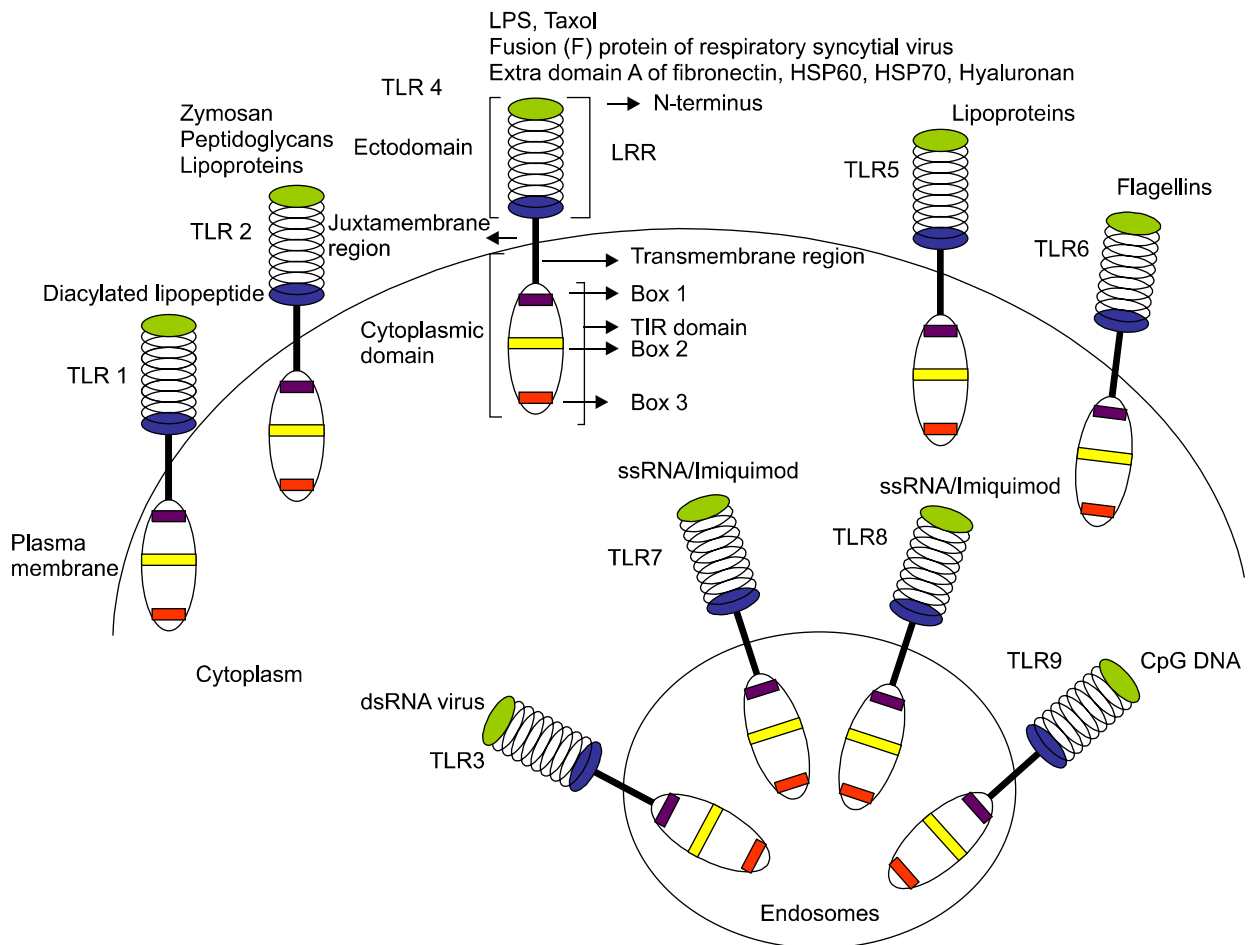 LPS, Taxol
Fusion (F) protein of respiratory syncytial virus
Extra domain A of fibronectin, HSP60, HSP70, Hyaluronan
TLR 4
N-terminus
Ectodomain
LRR
Zymosan
Peptidoglycans
Lipoproteins
TLR 2
Juxtamembrane
region
Transmembrane region
Diacylated lipopeptide
TLR 1
Cytoplasmic
domain
Box 1
TIR domain
Box 2
Box 3
Lipoproteins
TLR5
Flagellins
TLR6
Plasma
membrane
Cytoplasm
ssRNA/Imiquimod
TLR7
ssRNA/Imiquimod
TLR8
dsRNA virus
TLR3
TLR9
CpG DNA
Endosomes